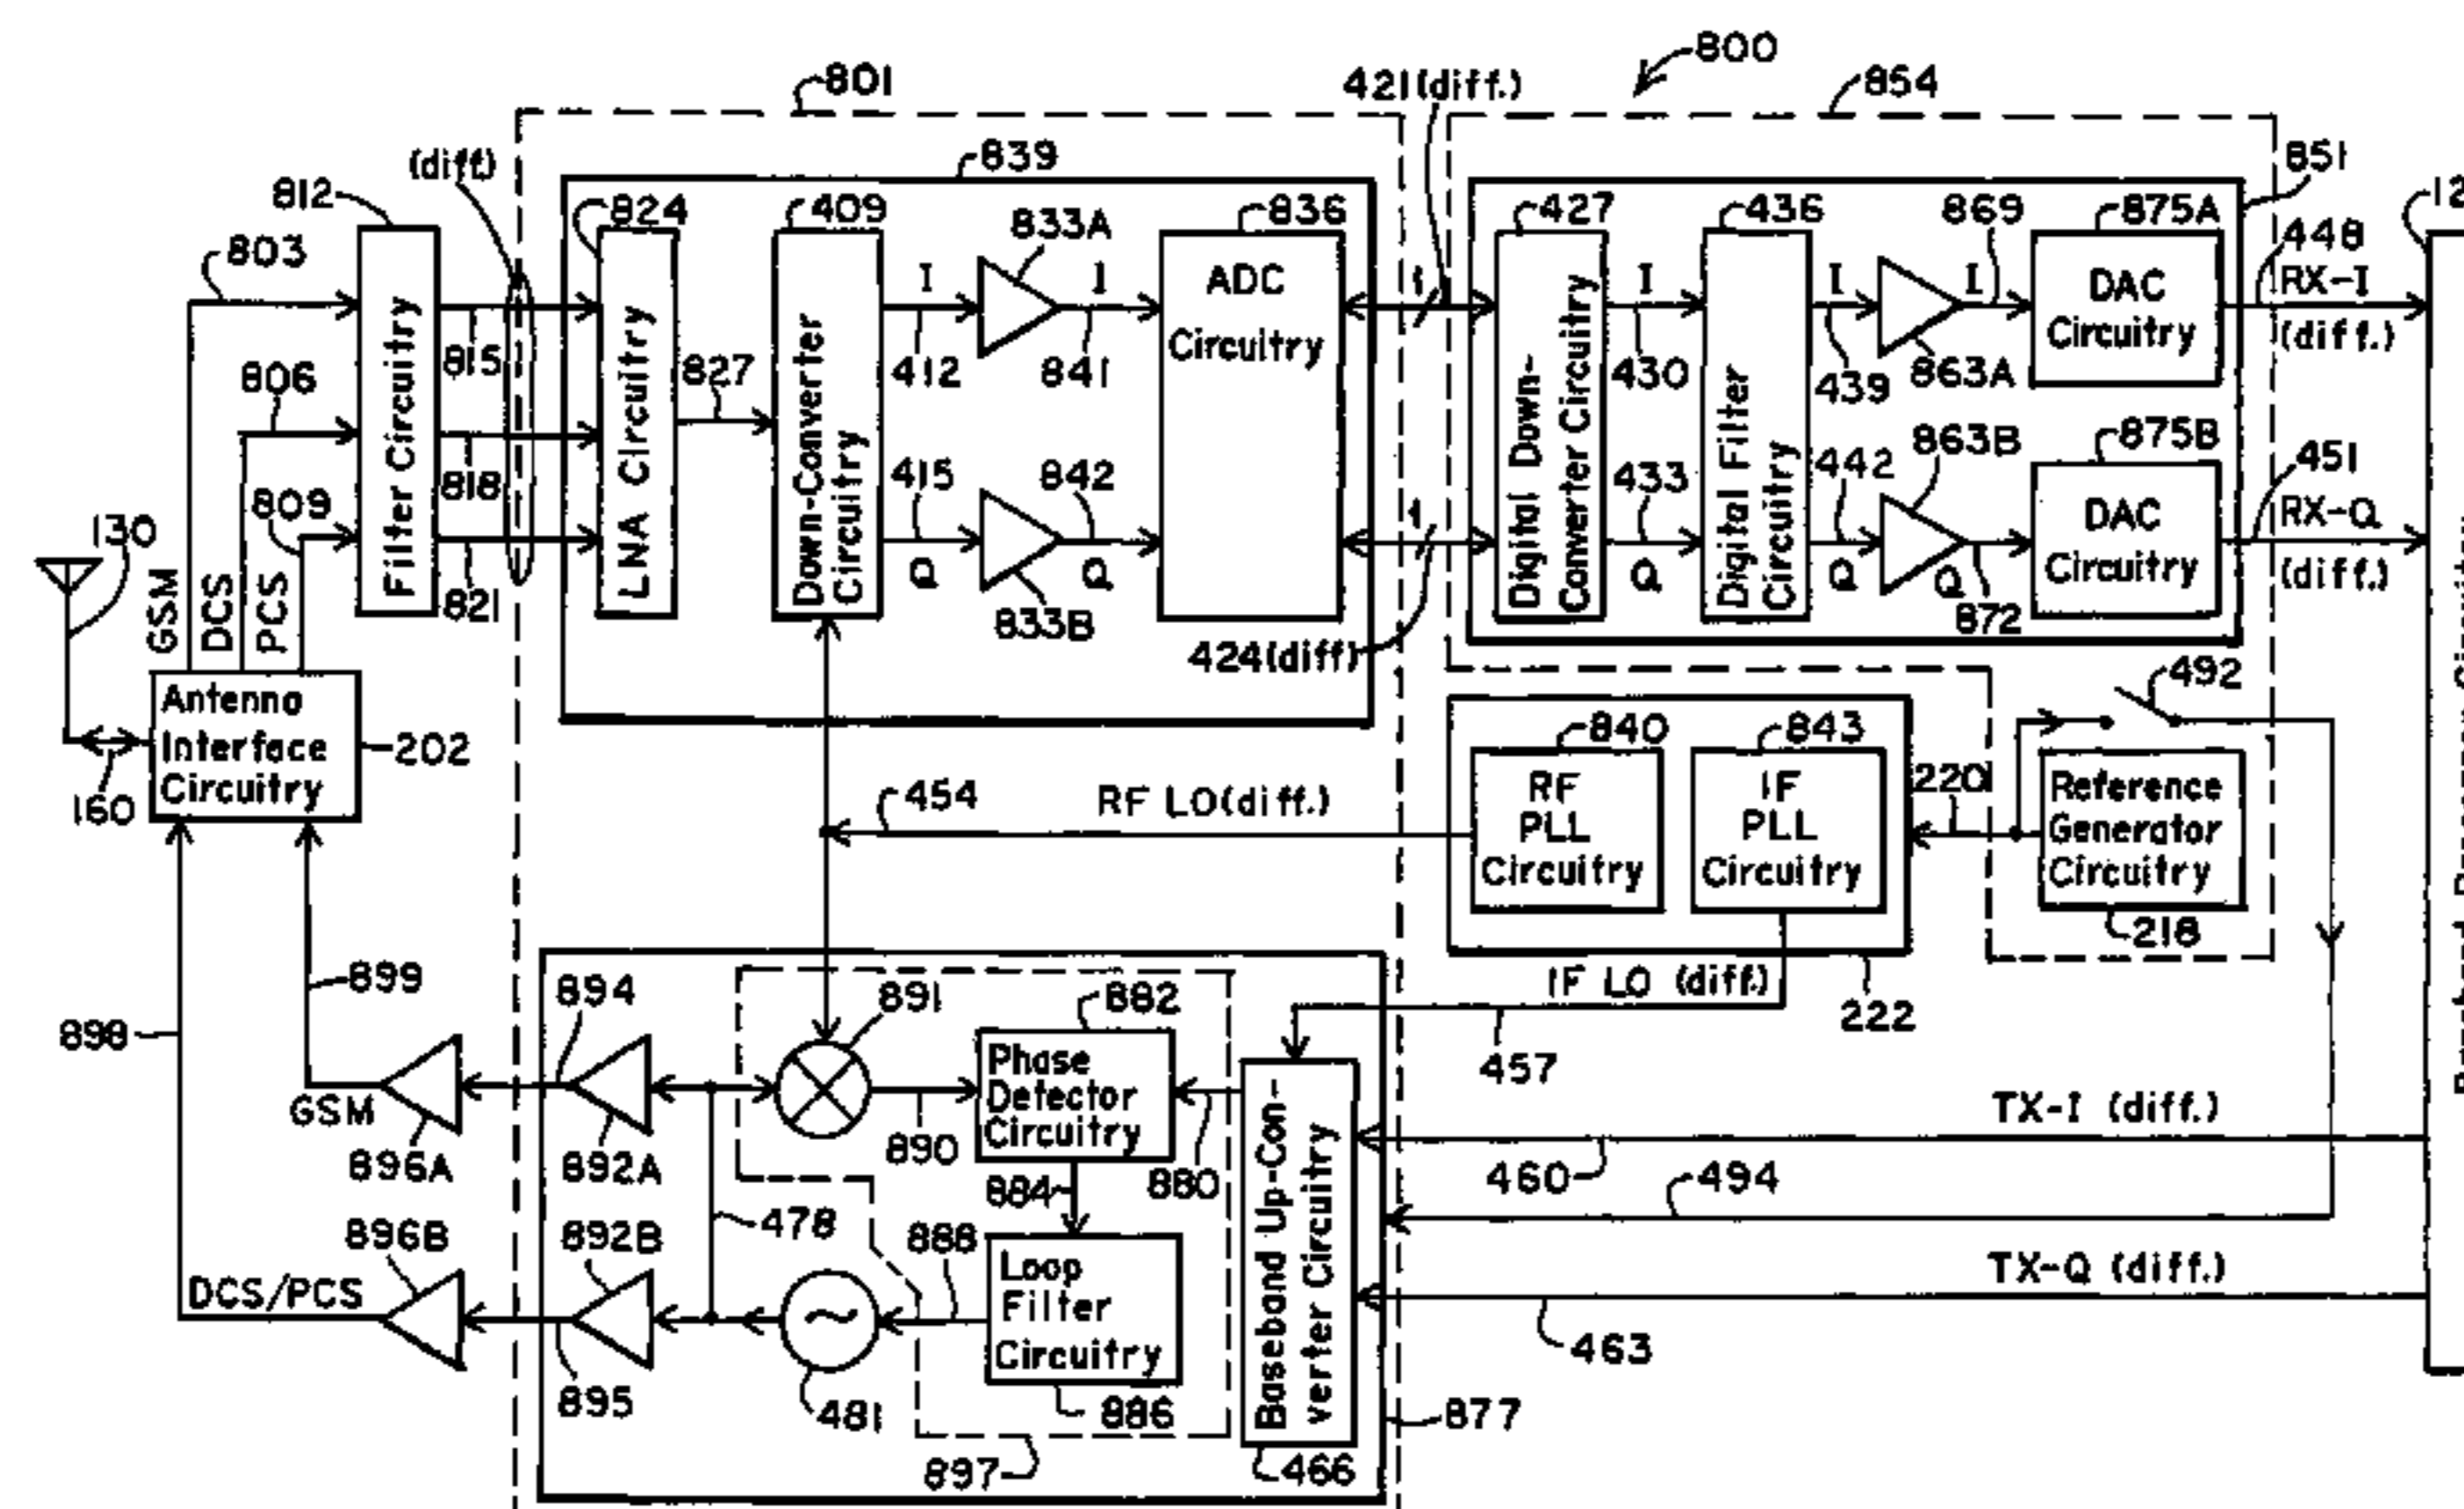 800
801
421(diff.)
854
(diff.)
839
851
12
812
824
409
833A
836
427
436
869
875A
448
803
Filter Circuitry
LNA Circuitry
Down-Converter
Circuitry
I
I
ADC
Circuitry
Digital Down-
Converter Circuitry
I
Digital Filter
Circuitry
I
I
DAC
Circuitry
RX-I
(diff.)
815
827
412
841
430
439
863A
806
818
415
842
433
442
863B
875B
451
809
821
Q
Q
833B
Q
Q
Q
872
DAC
Circuitry
RX-Q
(diff.)
130
GSM
DCS
PCS
424(diff)
492
Antenna
Interface
Circuitry
202
160
454
RF LO(diff.)
840
RF
PLL
Circuitry
843
IF
PLL
Circuitry
220
Reference
Generator
Circuitry
218
899
894
891
882
IF LO (diff.)
222
898
Phase
Detector
Circuitry
457
GSM
896A
892A
890
884
880
Baseband Up-Con-
verter Circuitry
TX-I (diff.)
460
494
896B
892B
478
888
Loop
Filter
Circuitry
TX-Q (diff.)
DCS/PCS
463
895
481
886
877
897
466